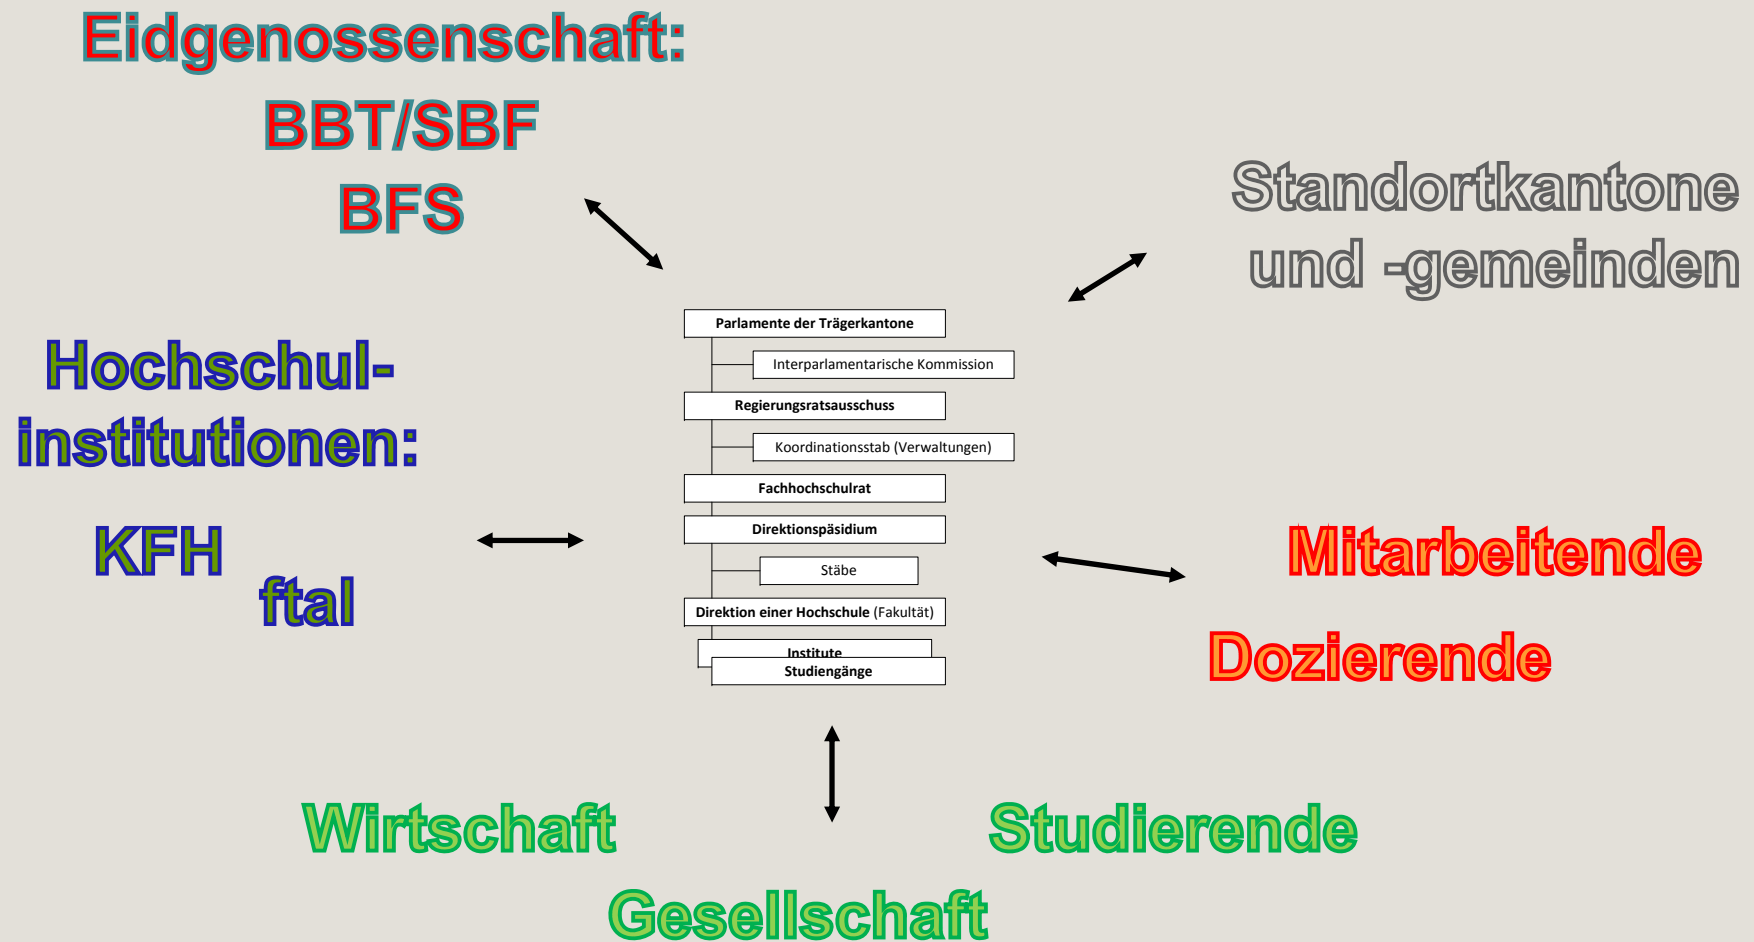 Eidgenossenschaft:
BBT/SBF
BFS
Standortkantone
und -gemeinden
Hochschul-
institutionen:
KFH
ftal
Parlamente der Trägerkantone
Interparlamentarische Kommission
Regierungsratsausschuss
Koordinationsstab (Verwaltungen)
Fachhochschulrat
Direktionspäsidium
Stäbe
Direktion einer Hochschule (Fakultät)
Institute
Studiengänge
Mitarbeitende
Dozierende
Wirtschaft
Studierende
Gesellschaft